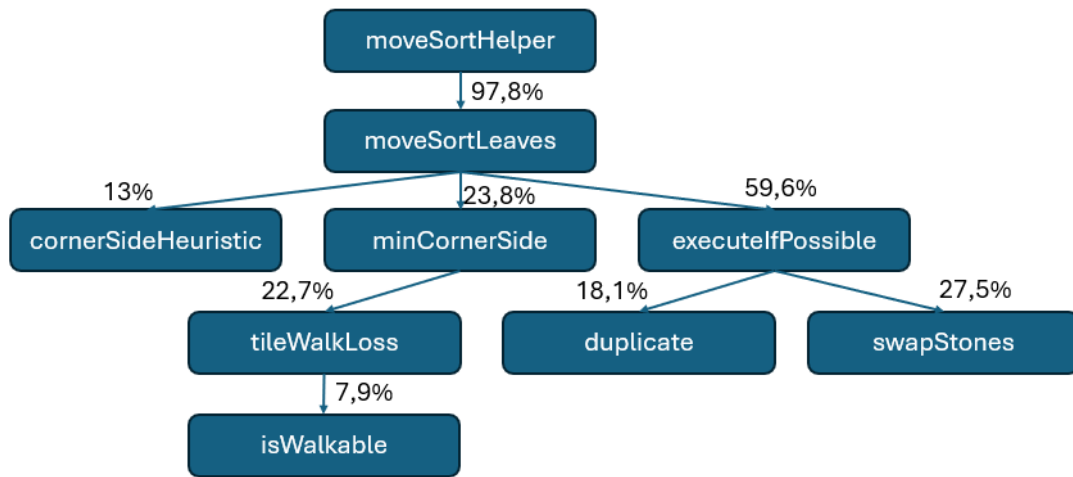 moveSortHelper
97,8%
moveSortLeaves
13%
23,8%
59,6%
cornerSideHeuristic
minCornerSide
executeIfPossible
22,7%
18,1%
27,5%
tileWalkLoss
duplicate
swapStones
7,9%
isWalkable